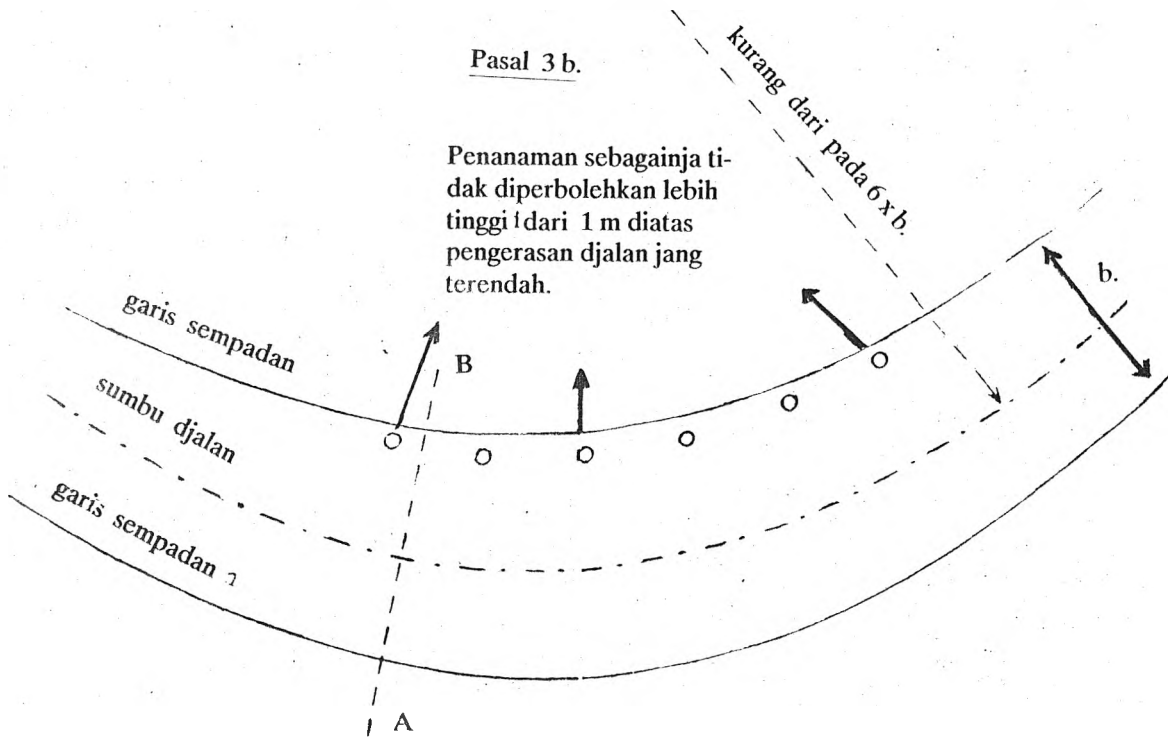 Pasal 3 b.
kurang dari pada 6 x b.
Penanaman sebagainja ti-
dak diperbolehkan lebih
tinggi dari 1 m diatas
pengerasan djalan jang
terendah.
b.
garis sempadan
B
sumbu djalan
garis sempadan
A